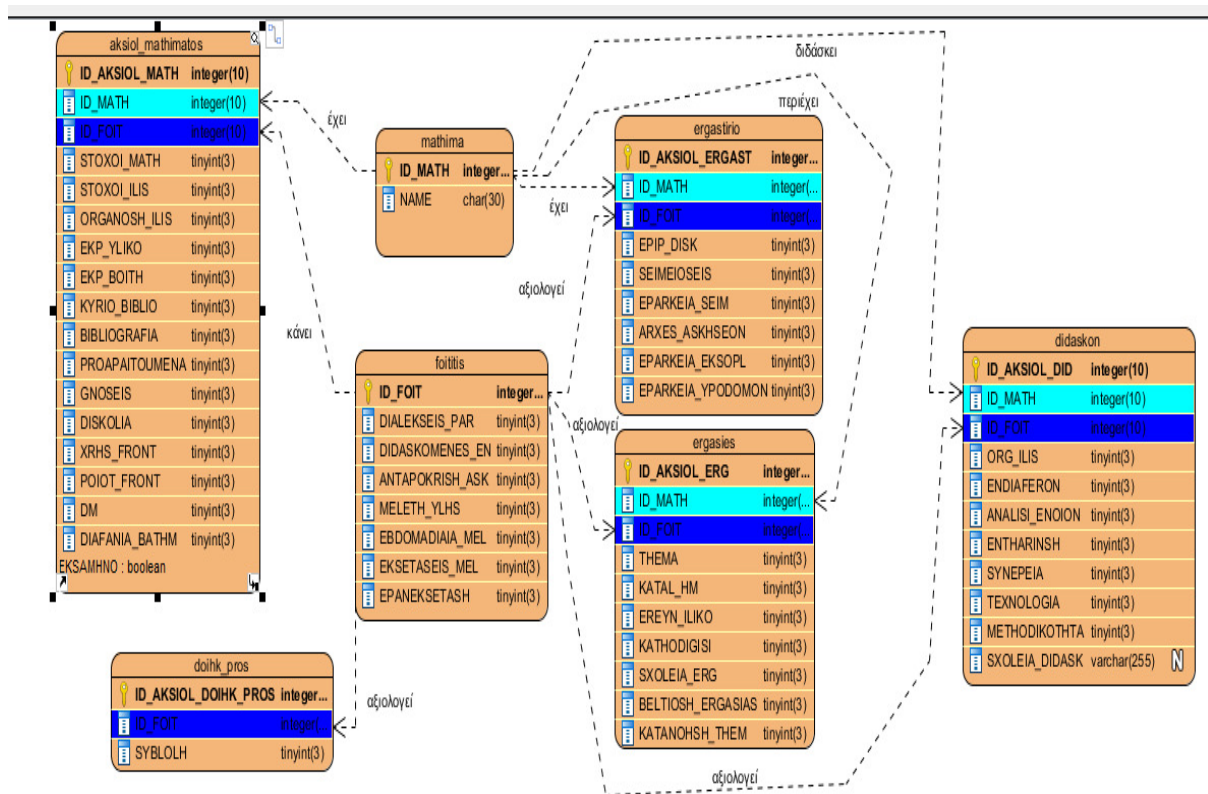 aksiol_mathimatos
ID_AKSIOL_MATH integer(10)
ID_MATH integer(10)
ID_FOIT integer(10)
STOXOI_MATH tinyint(3)
STOXOI_ILIS tinyint(3)
ORGANOSH_ILIS tinyint(3)
EKP_YLIKO tinyint(3)
EKP_BOITH tinyint(3)
KYRIO_BIBLIO tinyint(3)
BIBLIOGRAFIA tinyint(3)
PROAPAITOUMENA tinyint(3)
GNOSEIS tinyint(3)
DISKOLIA tinyint(3)
XRHS_FRONT tinyint(3)
POIOT_FRONT tinyint(3)
DM tinyint(3)
DIAFANIA_BATHM tinyint(3)
EKSAMHNO : boolean
έχει
κάνει
mathima
ID_MATH integer...
NAME char(30)
διδάσκει
περιέχει
έχει
αξιολογεί
ergastirio
ID_AKSIOL_ERGAST integer...
ID_MATH integer(...
ID_FOIT integer(...
EPIP_DISK tinyint(3)
SEIMEIOSEIS tinyint(3)
EPARKEIA_SEIM tinyint(3)
ARXES_ASKHSEON tinyint(3)
EPARKEIA_EKSOPL tinyint(3)
EPARKEIA_YPODOMON tinyint(3)
foititis
ID_FOIT integer...
DIALEKSEIS_PAR tinyint(3)
DIDASKOMENES_EN tinyint(3)
ANTAPOKRISH_ASK tinyint(3)
MELETH_YLHS tinyint(3)
EBDOMADIAIA_MEL tinyint(3)
EKSETASEIS_MEL tinyint(3)
EPANEKSETASH tinyint(3)
αξιολογεί
ergasies
ID_AKSIOL_ERG integer...
ID_MATH integer(...
ID_FOIT integer(...
THEMA tinyint(3)
KATAL_HM tinyint(3)
EREYN_ILIKO tinyint(3)
KATHODIGISI tinyint(3)
SXOLEIA_ERG tinyint(3)
BELTIOSH_ERGASIAS tinyint(3)
KATANOHSH_THEM tinyint(3)
didaskon
ID_AKSIOL_DID integer(10)
ID_MATH integer(10)
ID_FOIT integer(10)
ORG_ILIS tinyint(3)
ENDIAFERON tinyint(3)
ANALISI_ENOION tinyint(3)
ENTHARINSH tinyint(3)
SYNEPEIA tinyint(3)
TEXNOLOGIA tinyint(3)
METHODIKOTHTA tinyint(3)
SXOLEIA_DIDASK varchar(255) N
doihk_pros
ID_AKSIOL_DOIHK_PROS integer...
ID_FOIT integer(...
SYBLOLH tinyint(3)
αξιολογεί
αξιολογεί